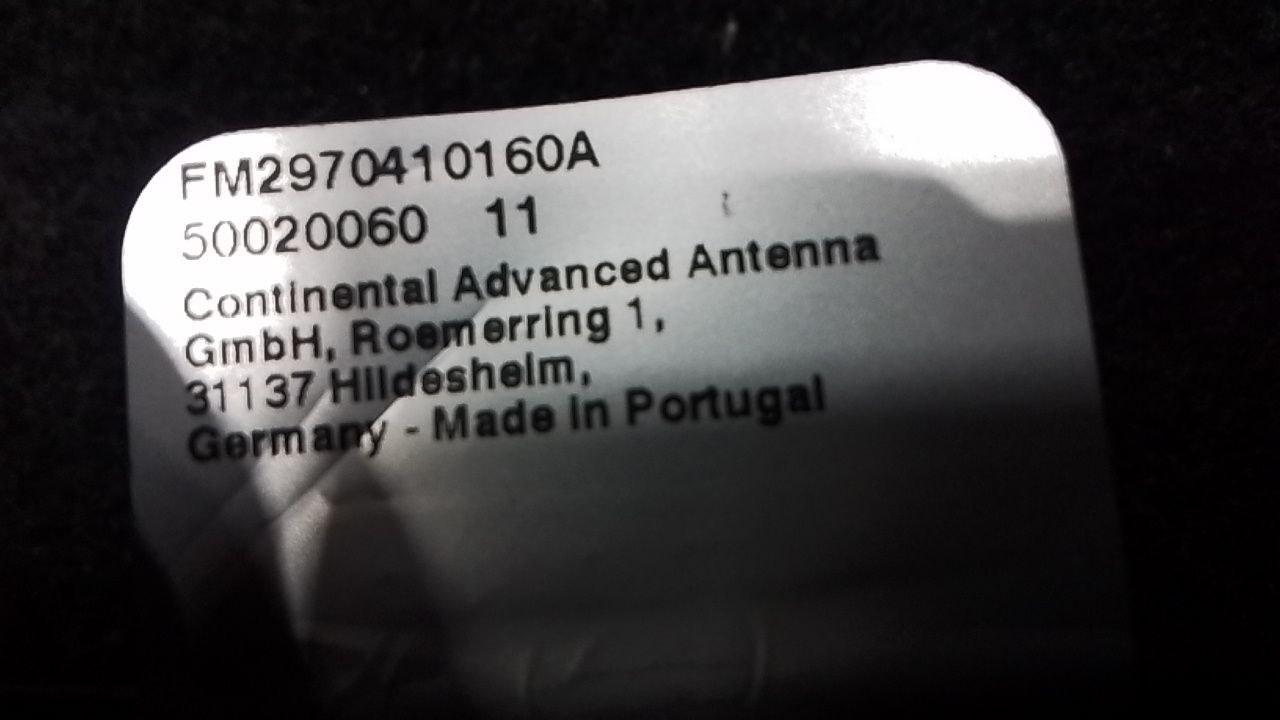 FM2970410160A
50020060 11
Continental Advanced Antenna
GmbH, Roemerring 1,
31137 Hildesheim,
Germany - Made in Portugal